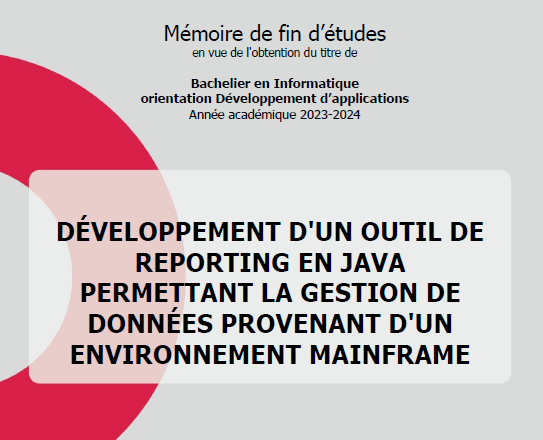 Mémoire de fin d’études
en vue de l'obtention du titre de
Bachelier en Informatique
orientation Développement d’applications
Année académique 2023-2024
DÉVELOPPEMENT D'UN OUTIL DE
REPORTING EN JAVA
PERMETTANT LA GESTION DE
DONNÉES PROVENANT D'UN
ENVIRONNEMENT MAINFRAME